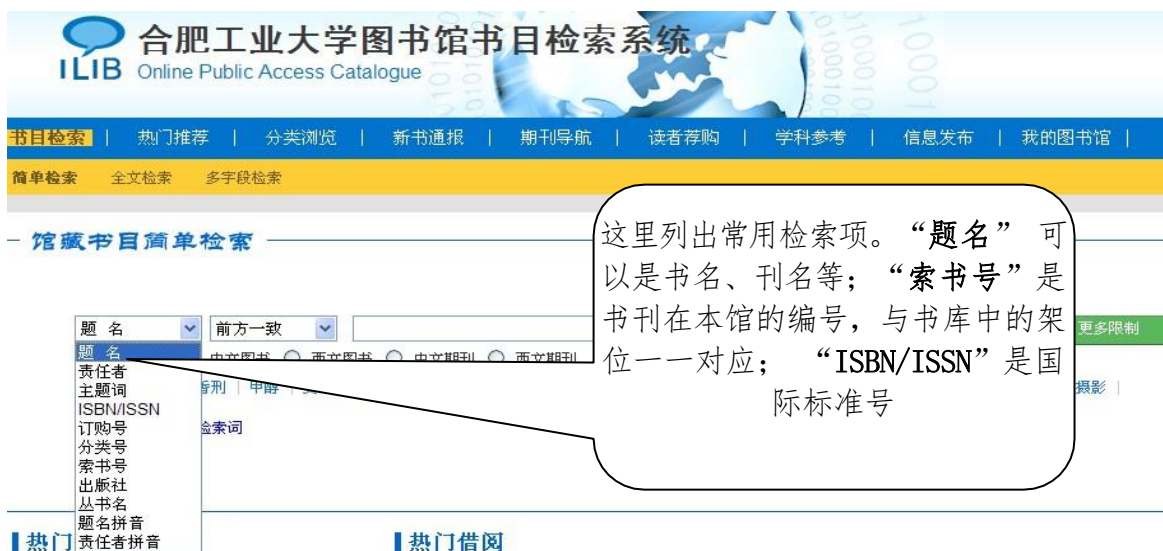 合肥工业大学图书馆书目检索系统
ILIB Online Public Access Catalogue
书目检索 | 热门推荐 | 分类浏览 | 新书通报 | 期刊导航 | 读者荐购 | 学科参考 | 信息发布 | 我的图书馆 |
简单检索 全文检索 多字段检索
馆藏书目简单检索
这里列出常用检索项。“题名” 可
以是书名、刊名等；“索书号”是
书刊在本馆的编号，与书库中的架
位一一对应； “ISBN/ISSN”是国
际标准号
题 名 前方一致 更多限制
题 名
中文图书 西文图书 中文期刊 西文期刊
责任者
主题词 甲醇 | 摄影 |
ISBN/ISSN
订购号 检索词
分类号
索书号
出版社
丛书名
题名拼音
责任者拼音
热门 热门借阅